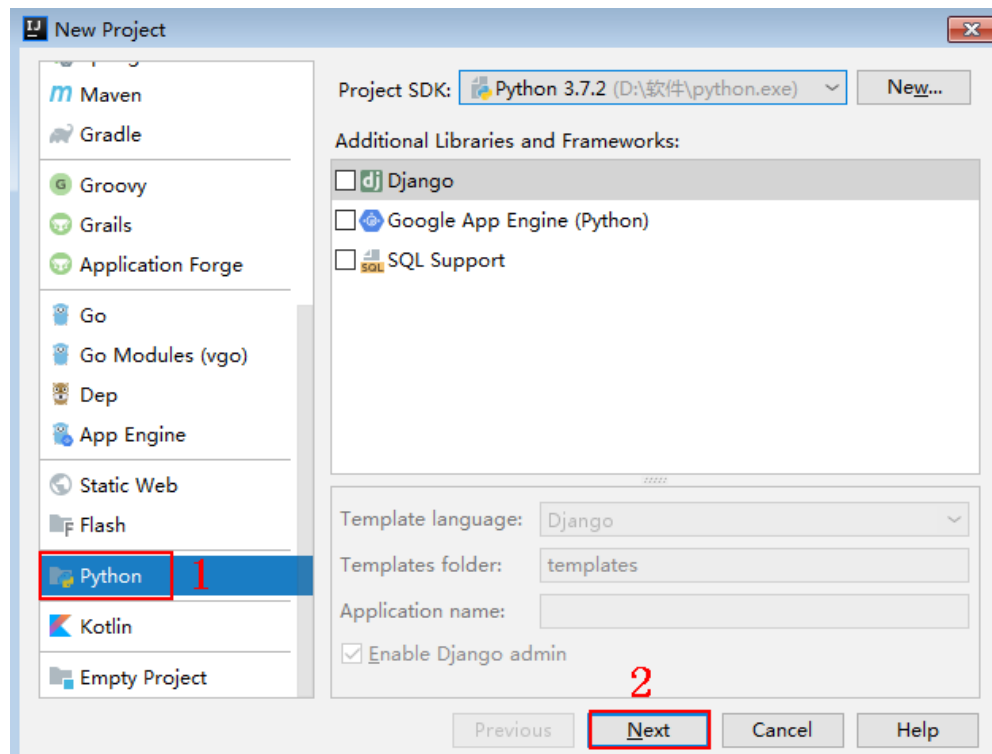 New Project
Maven
Gradle
Groovy
Grails
Application Forge
Go
Go Modules (vgo)
Dep
App Engine
Static Web
Flash
Python 1
Kotlin
Empty Project
Project SDK: Python 3.7.2 (D:\软件\python.exe) New...
Additional Libraries and Frameworks:
dj Django
Google App Engine (Python)
SQL SQL Support
Template language: Django
Templates folder: templates
Application name:
Enable Django admin
2
Previous Next Cancel Help